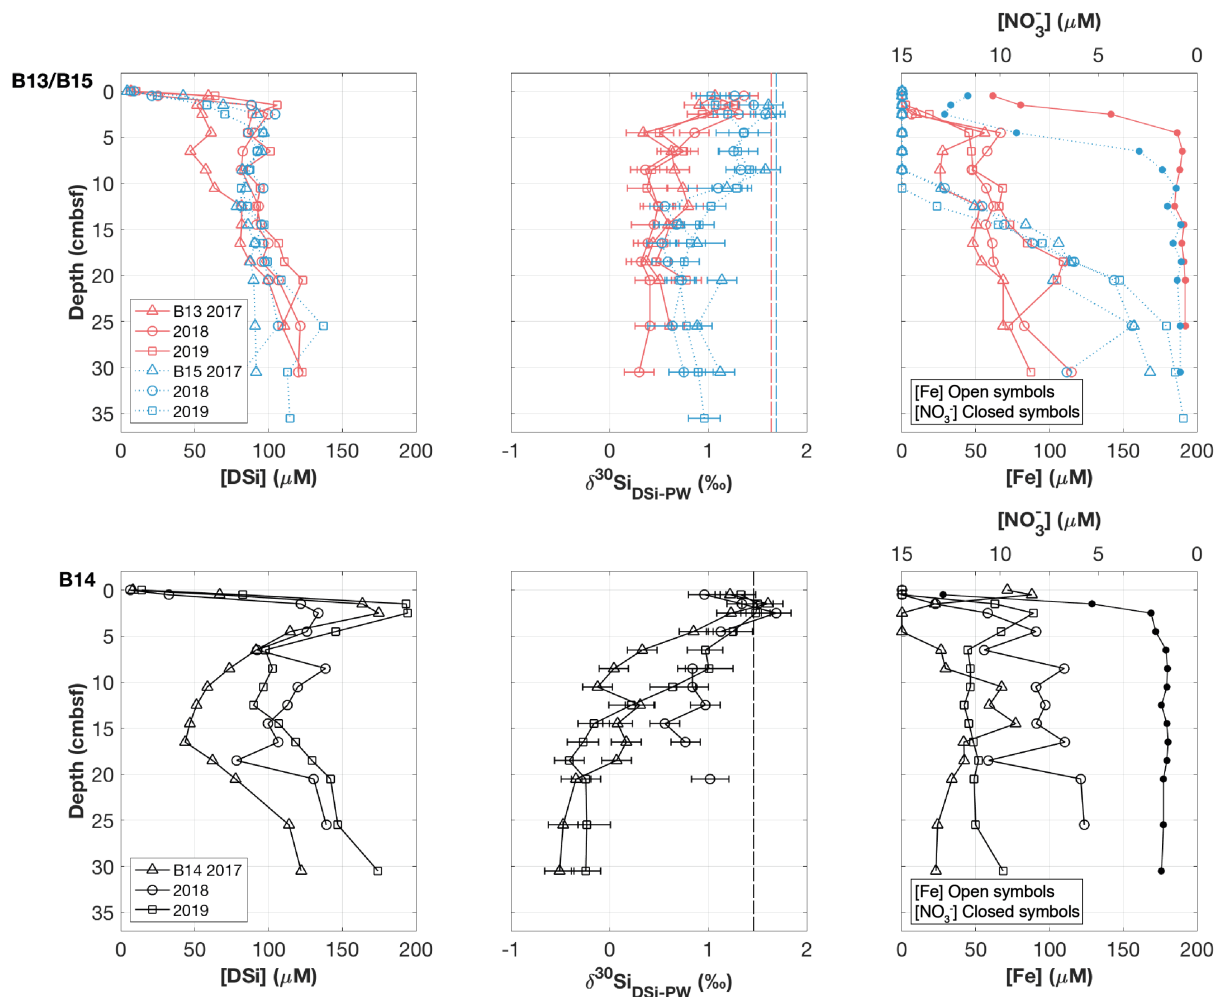 [NO₃⁻] (μM)
15 10 5 0
B13/B15
0
5
10
15
20
25
30
35
Depth (cmbsf)
B13 2017
2018
2019
B15 2017
2018
2019
[Fe] Open symbols
[NO₃⁻] Closed symbols
0 50 100 150 200
-1 0 1 2
0 50 100 150 200
[DSi] (μM)
δ³⁰Si_DSi-PW (‰)
[Fe] (μM)
[NO₃⁻] (μM)
15 10 5 0
B14
0
5
10
15
20
25
30
35
Depth (cmbsf)
B14 2017
2018
2019
[Fe] Open symbols
[NO₃⁻] Closed symbols
0 50 100 150 200
-1 0 1 2
0 50 100 150 200
[DSi] (μM)
δ³⁰Si_DSi-PW (‰)
[Fe] (μM)